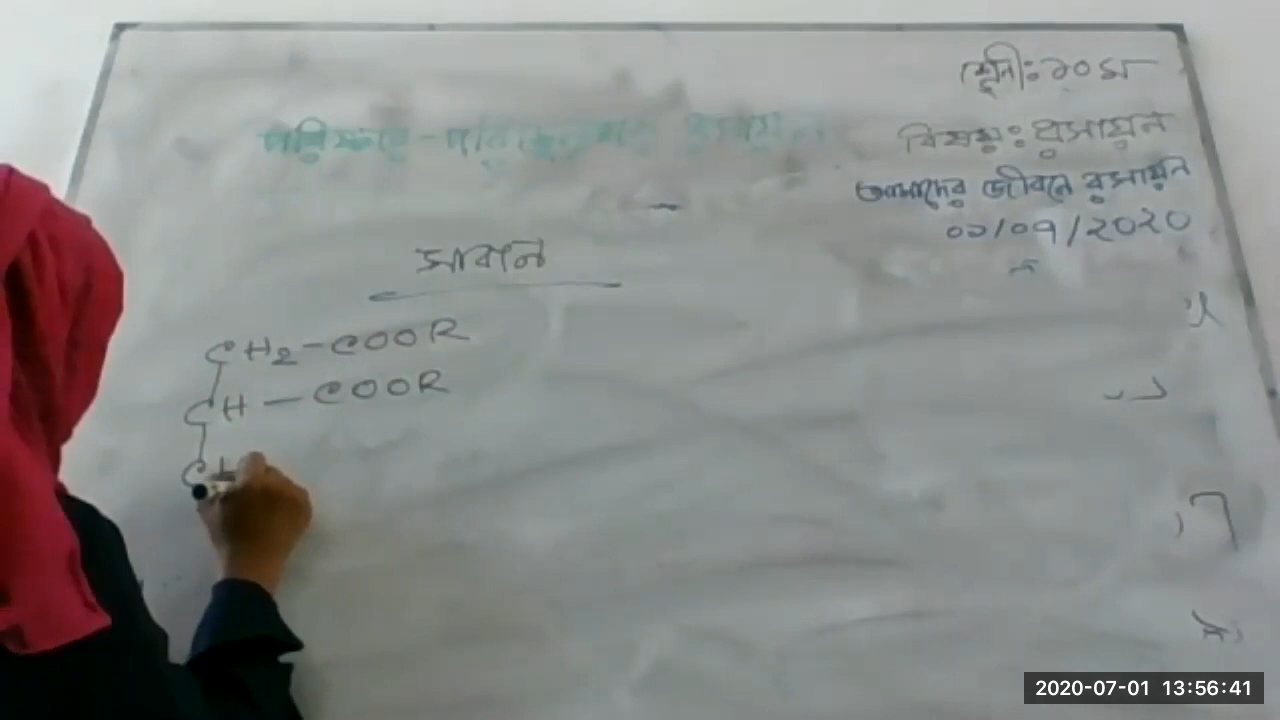 শ্রেণী: ১০ম
বিষয়: রসায়ন
আমাদের জীবনে রসায়ন
০১/০৭/২০২০
সাবান
CH2-COOR
CH-COOR
CH
2020-07-01 13:56:41